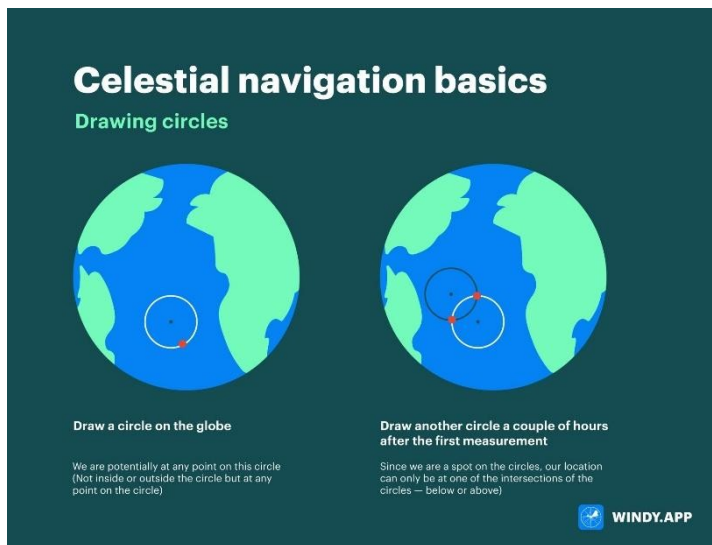 Celestial navigation basics
Drawing circles
Draw a circle on the globe
We are potentially at any point on this circle
(Not inside or outside the circle but at any
point on the circle)
Draw another circle a couple of hours
after the first measurement
Since we are a spot on the circles, our location
can only be at one of the intersections of the
circles — below or above)
WINDY.APP